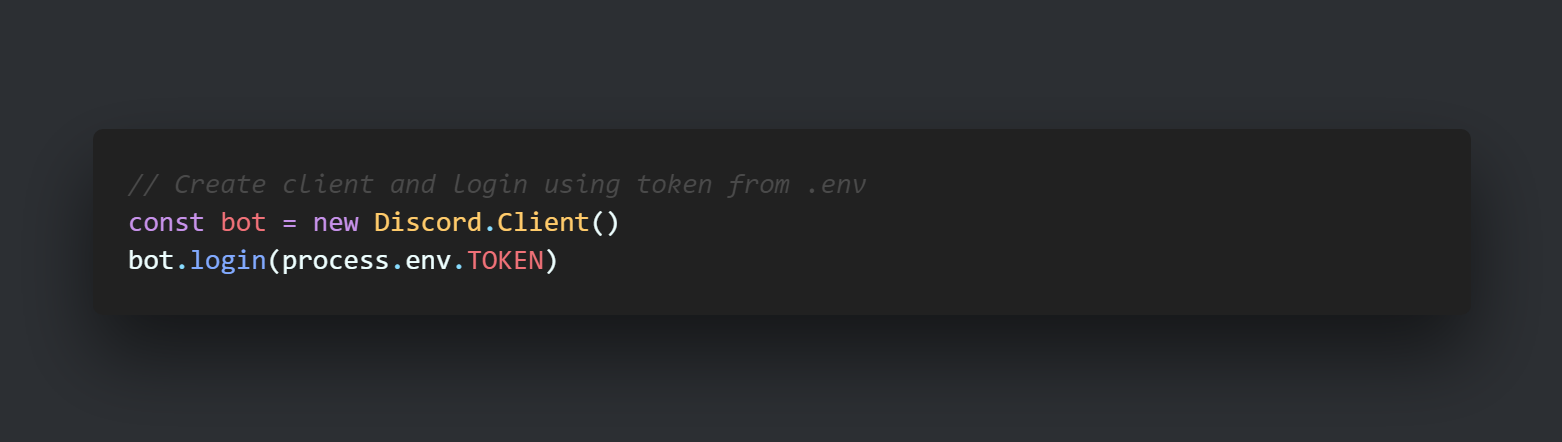 // Create client and login using token from .env
const bot = new Discord.Client()
bot.login(process.env.TOKEN)